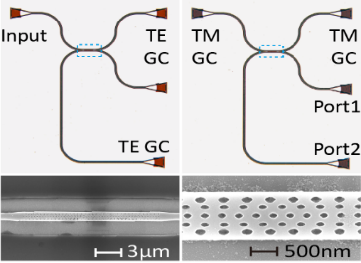 Input
TE
GC
TE GC
TM
GC
TM
GC
Port1
Port2
3μm
500nm